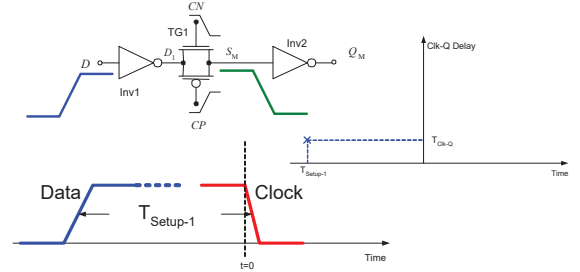 CN
TG1
D
D1
SM
QM
Inv1
Inv2
CP
Clk-Q Delay
TClk-Q
TSetup-1
Time
Data
Clock
TSetup-1
Time
t=0